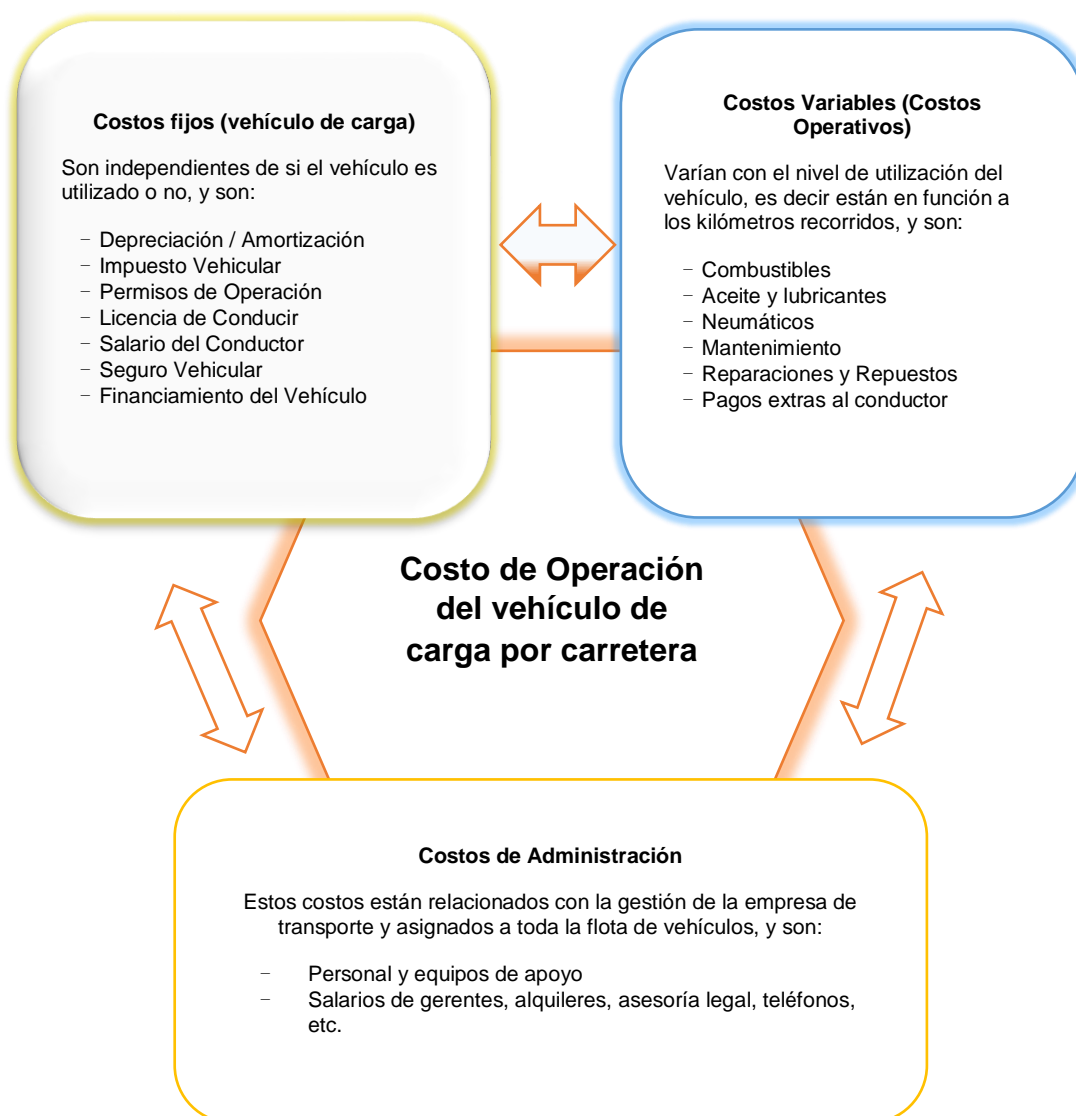 Costos fijos (vehículo de carga)
Son independientes de si el vehículo es
utilizado o no, y son:
− Depreciación / Amortización
− Impuesto Vehicular
− Permisos de Operación
− Licencia de Conducir
− Salario del Conductor
− Seguro Vehicular
− Financiamiento del Vehículo
Costos Variables (Costos
Operativos)
Varían con el nivel de utilización del
vehículo, es decir están en función a
los kilómetros recorridos, y son:
− Combustibles
− Aceite y lubricantes
− Neumáticos
− Mantenimiento
− Reparaciones y Repuestos
− Pagos extras al conductor
Costo de Operación
del vehículo de
carga por carretera
Costos de Administración
Estos costos están relacionados con la gestión de la empresa de
transporte y asignados a toda la flota de vehículos, y son:
− Personal y equipos de apoyo
− Salarios de gerentes, alquileres, asesoría legal, teléfonos,
etc.